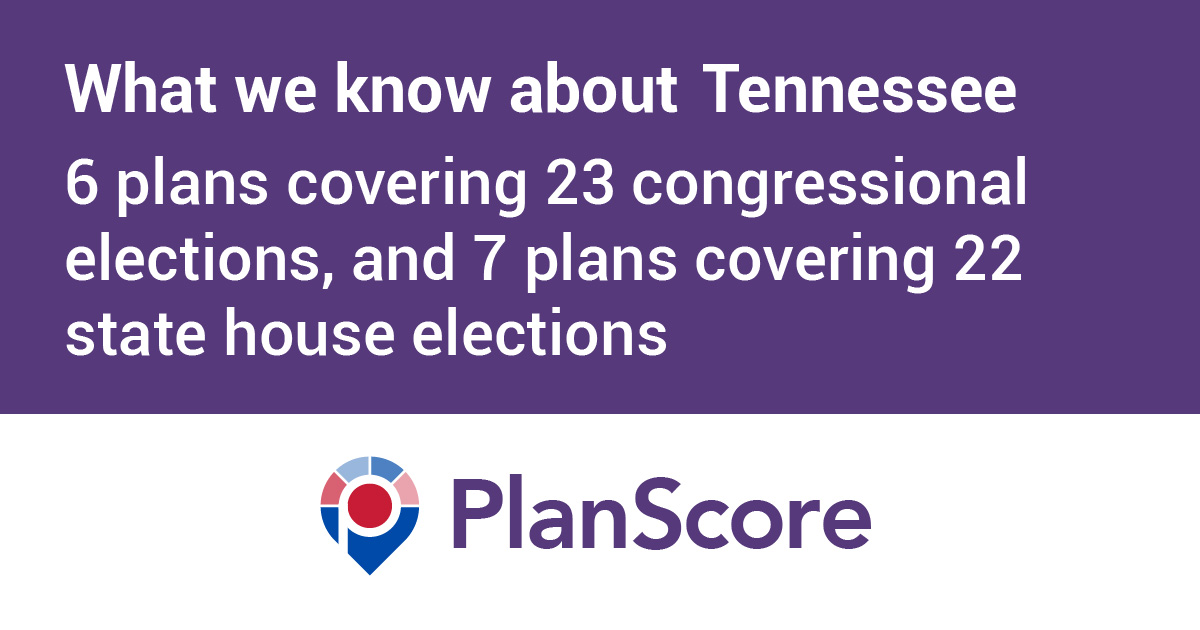 What we know about Tennessee
6 plans covering 23 congressional
elections, and 7 plans covering 22
state house elections
PlanScore